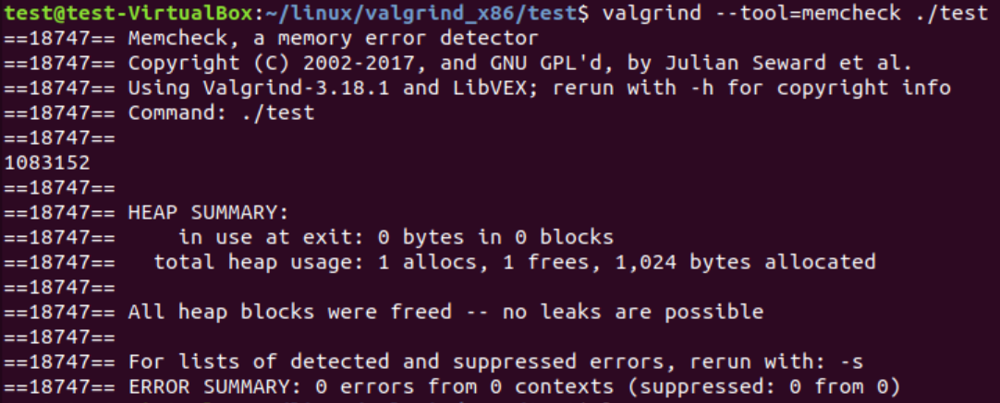 test@test-VirtualBox:~/linux/valgrind_x86/test$ valgrind --tool=memcheck ./test
==18747== Memcheck, a memory error detector
==18747== Copyright (C) 2002-2017, and GNU GPL'd, by Julian Seward et al.
==18747== Using Valgrind-3.18.1 and LibVEX; rerun with -h for copyright info
==18747== Command: ./test
==18747==
1083152
==18747==
==18747== HEAP SUMMARY:
==18747==     in use at exit: 0 bytes in 0 blocks
==18747==   total heap usage: 1 allocs, 1 frees, 1,024 bytes allocated
==18747==
==18747== All heap blocks were freed -- no leaks are possible
==18747==
==18747== For lists of detected and suppressed errors, rerun with: -s
==18747== ERROR SUMMARY: 0 errors from 0 contexts (suppressed: 0 from 0)